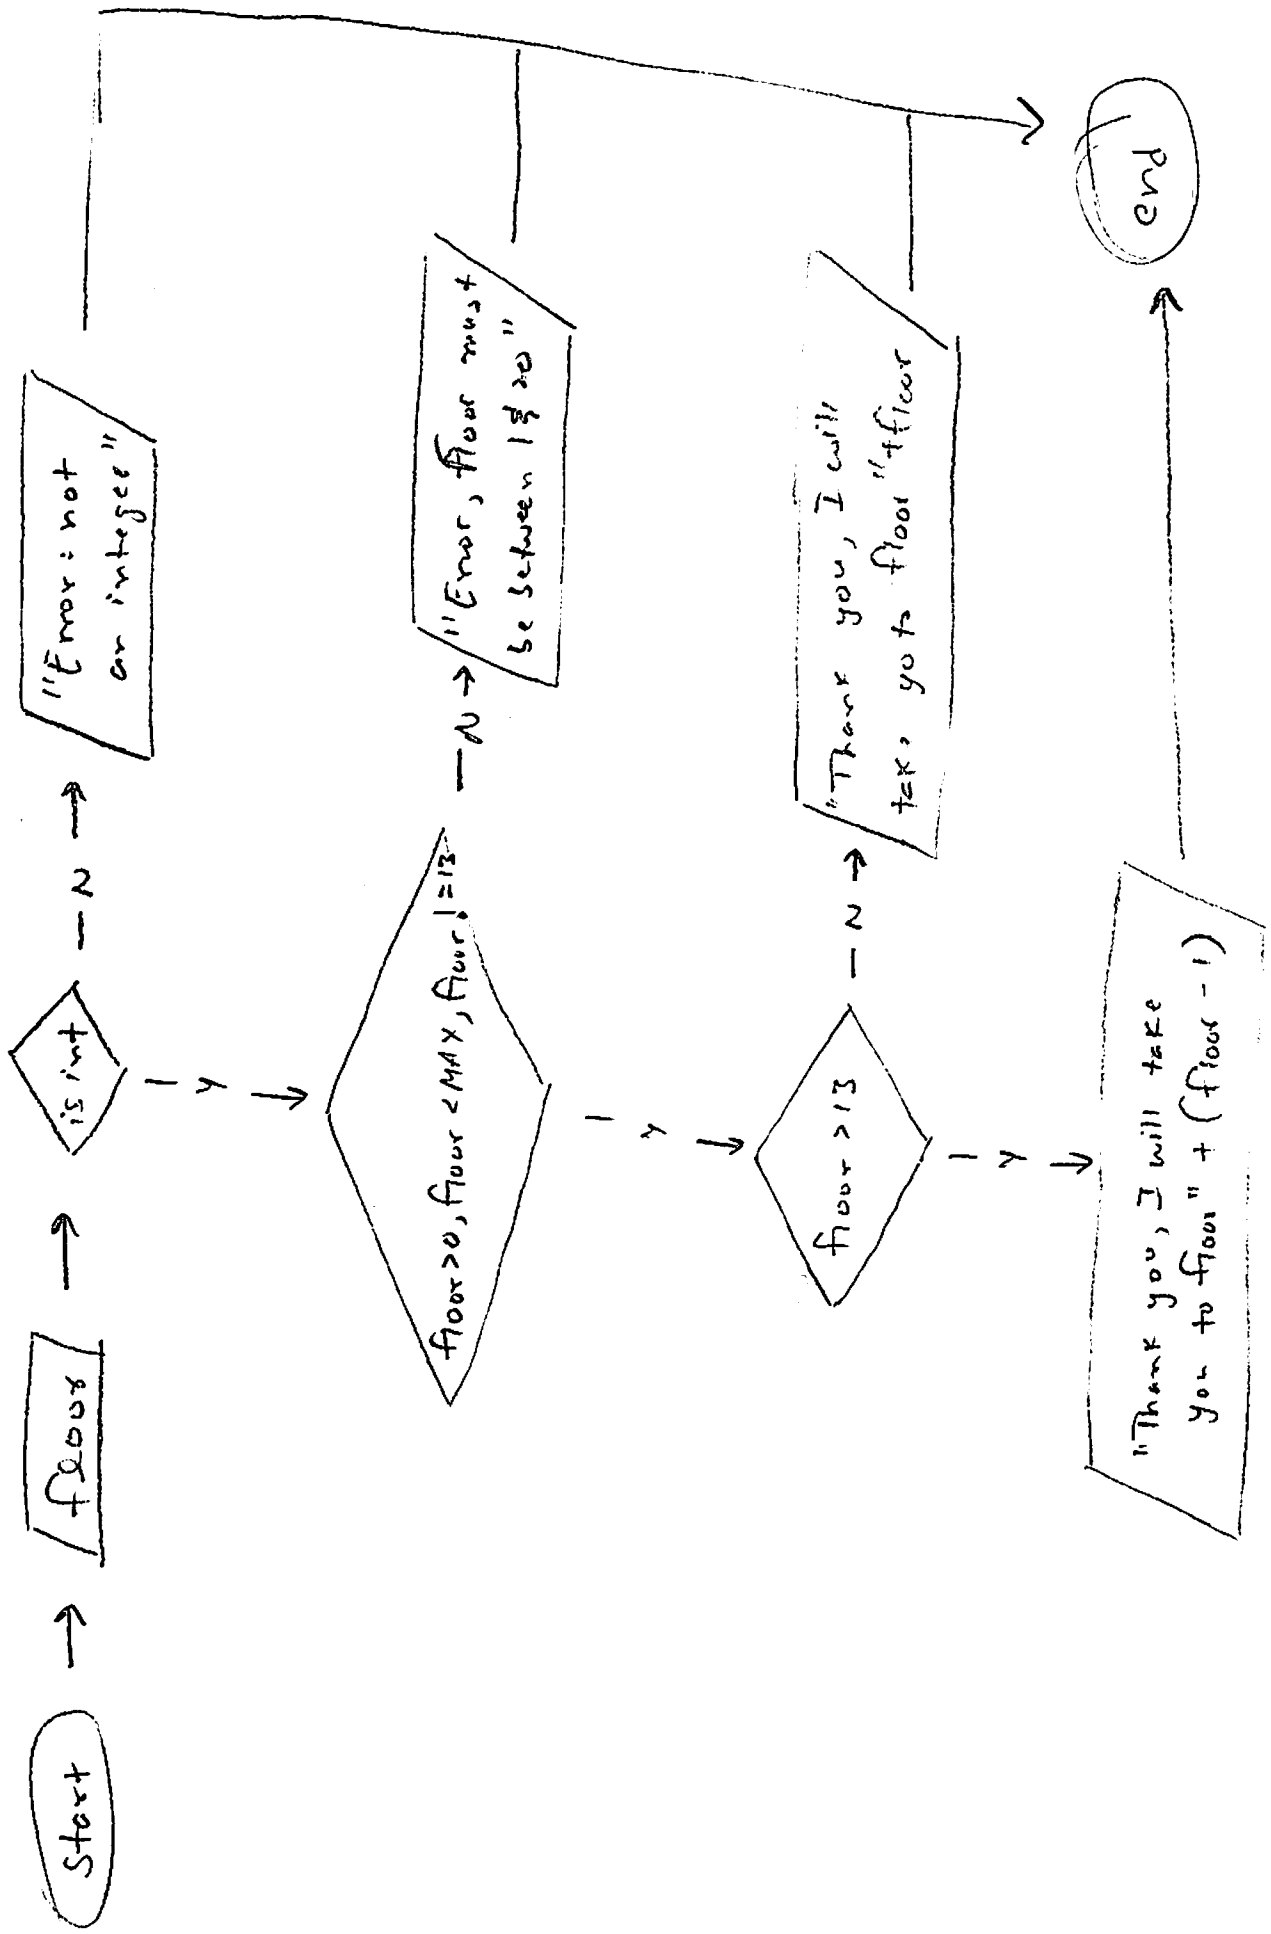 Start
floor
is int
N
"Error: not
an integer"
Y
floor>0, floor <MAX, floor != 13
N
"Error, floor must
be between 1 & 20"
Y
floor > 13
N
"Thank you, I will
take you to floor "+floor
Y
"Thank you, I will take
you to floor" + (floor - 1)
end